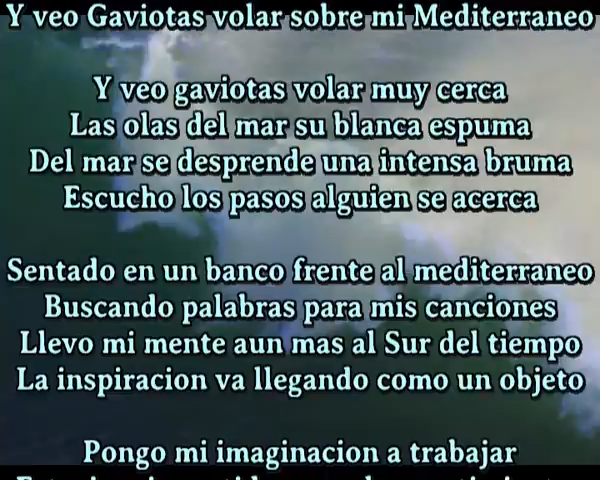 Y veo Gaviotas volar sobre mi Mediterraneo
Y veo gaviotas volar muy cerca
Las olas del mar su blanca espuma
Del mar se desprende una intensa bruma
Escucho los pasos alguien se acerca
Sentado en un banco frente al mediterraneo
Buscando palabras para mis canciones
Llevo mi mente aun mas al Sur del tiempo
La inspiracion va llegando como un objeto
Pongo mi imaginacion a trabajar